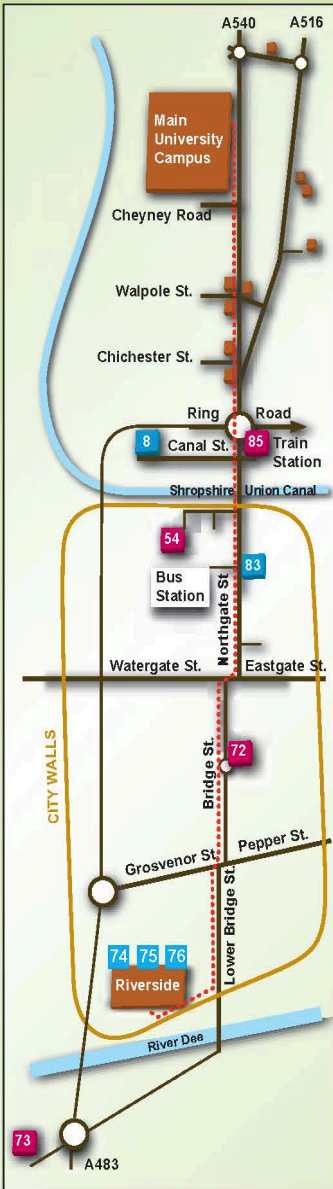 A540
A516
Main
University
Campus
Cheyney Road
Walpole St.
Chichester St.
Ring Road
8
85
Canal St.
Train
Station
Shropshire Union Canal
54
83
Bus
Station
Northgate St
Watergate St.
Eastgate St.
CITY WALLS
Bridge St.
72
Pepper St.
Grosvenor St.
Lower Bridge St.
74 75 76
Riverside
River Dee
73
A483